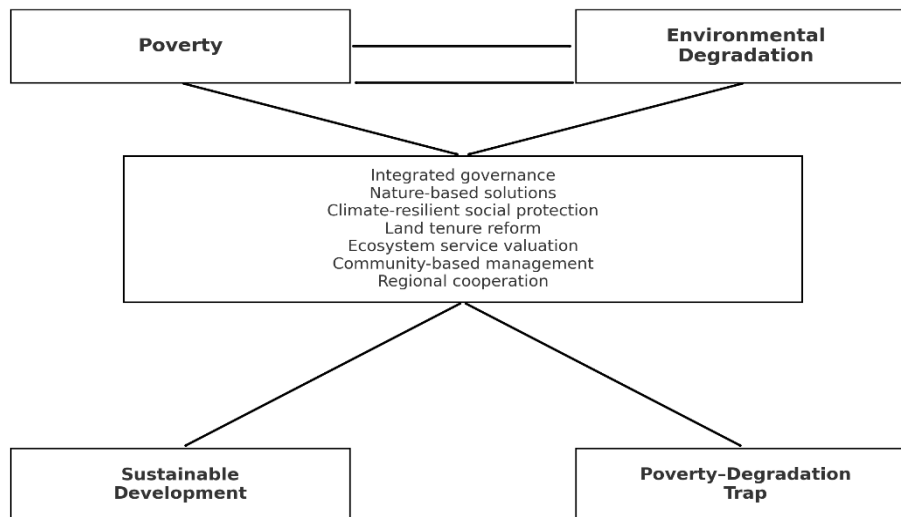 Poverty
Environmental
Degradation
Integrated governance
Nature-based solutions
Climate-resilient social protection
Land tenure reform
Ecosystem service valuation
Community-based management
Regional cooperation
Sustainable
Development
Poverty–Degradation
Trap